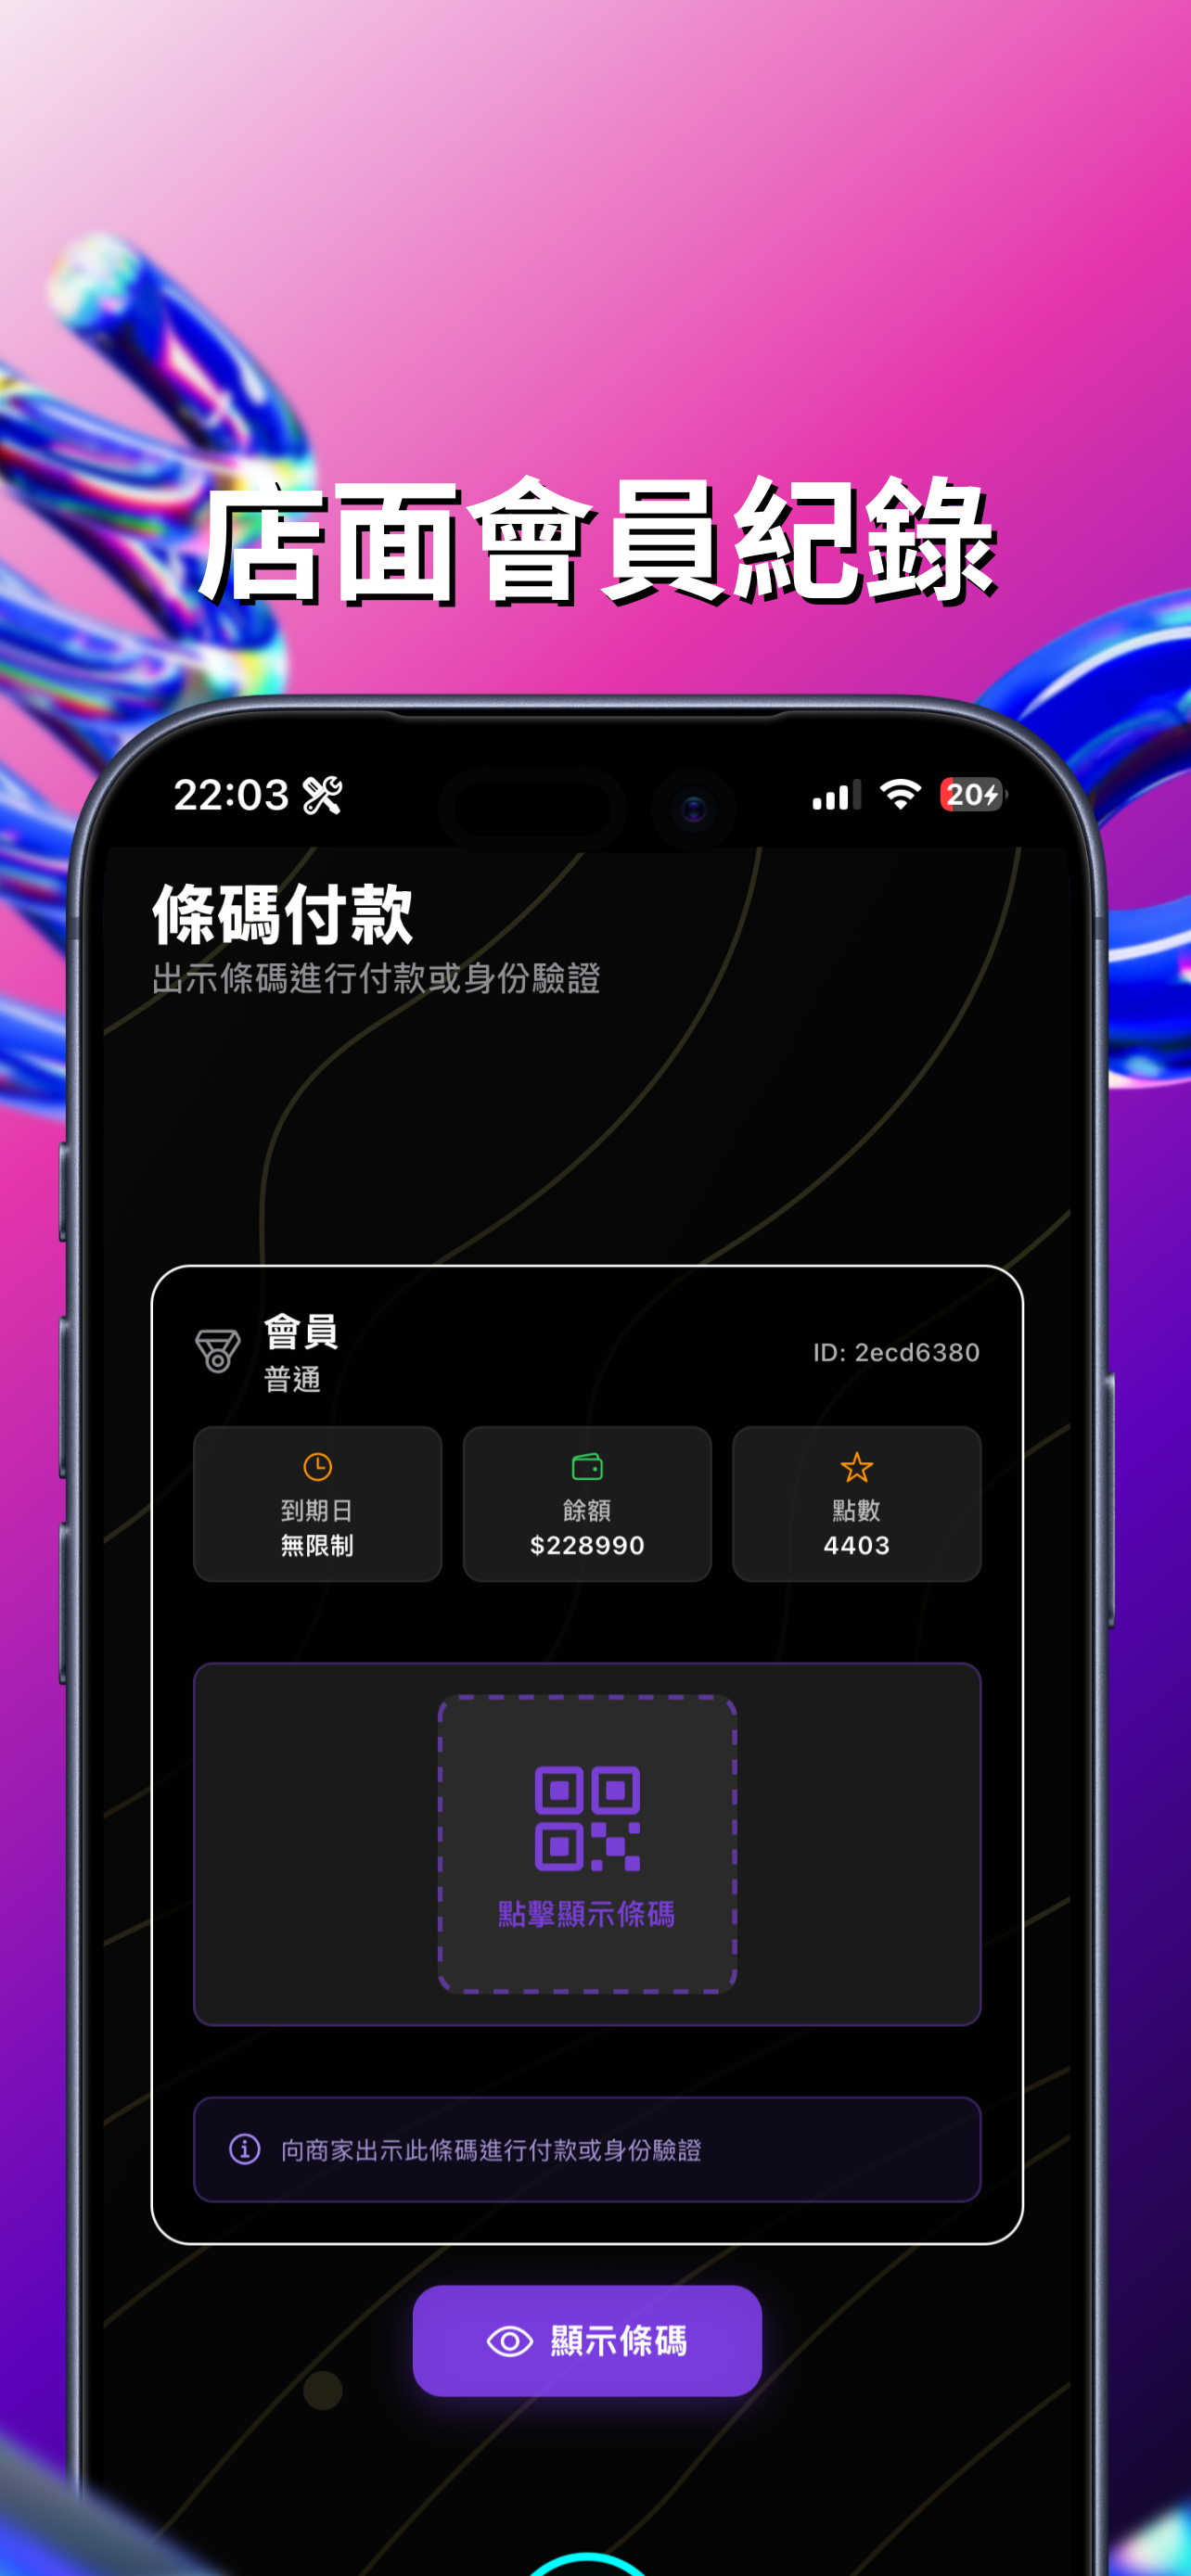 店面會員紀錄
22:03
20
條碼付款
出示條碼進行付款或身份驗證
會員
普通
ID: 2ecd6380
到期日
無限制
餘額
$228990
點數
4403
點擊顯示條碼
向商家出示此條碼進行付款或身份驗證
顯示條碼